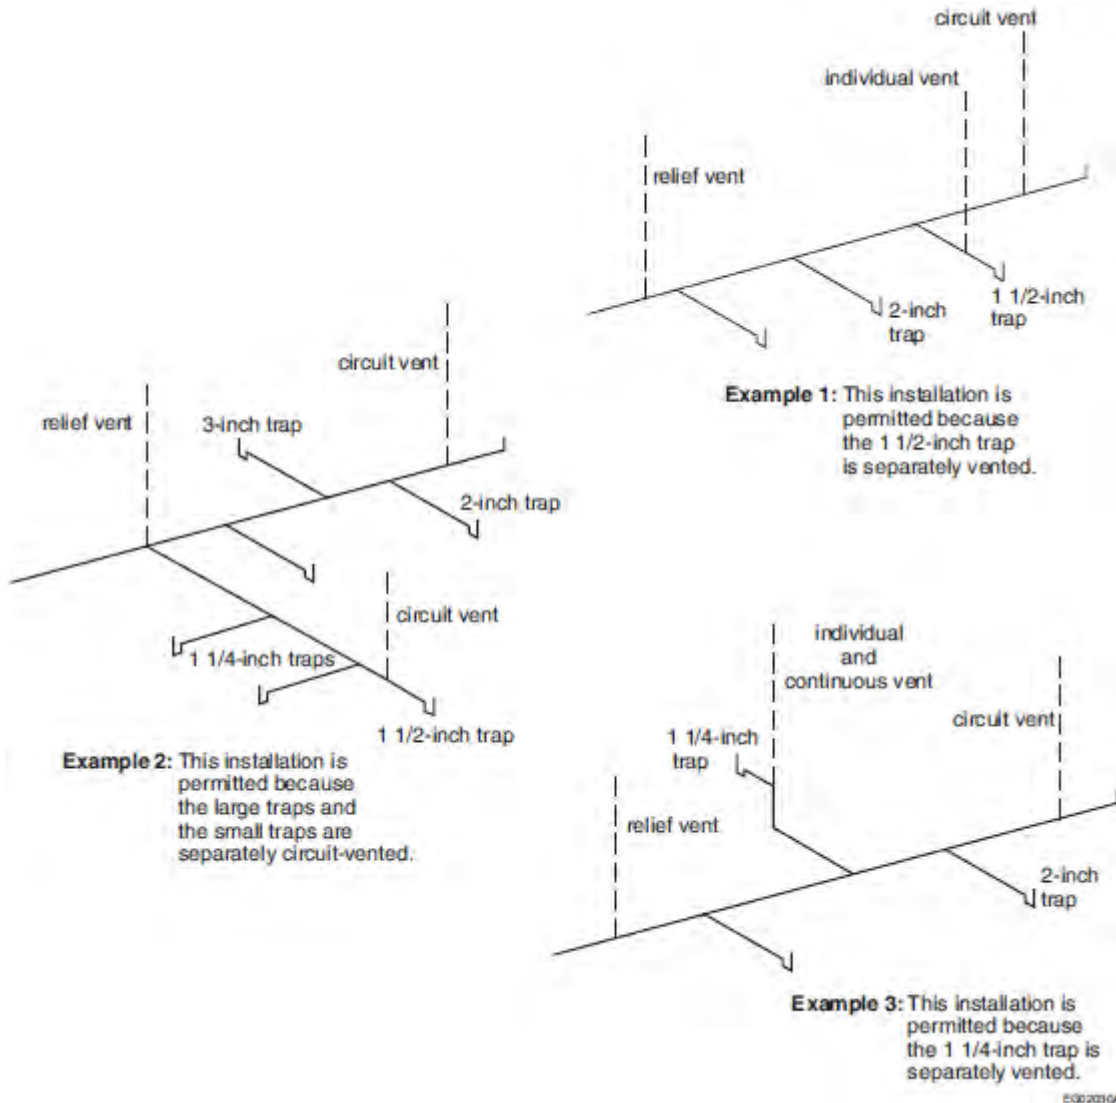 circuit vent
individual vent
relief vent
2-inch
trap
1 1/2-inch
trap
Example 1: This installation is
permitted because
the 1 1/2-inch trap
is separately vented.
circuit vent
relief vent
3-inch trap
2-inch trap
circuit vent
1 1/4-inch traps
1 1/2-inch trap
Example 2: This installation is
permitted because
the large traps and
the small traps are
separately circuit-vented.
individual
and
continuous vent
circuit vent
1 1/4-inch
trap
relief vent
2-inch
trap
Example 3: This installation is
permitted because
the 1 1/4-inch trap is
separately vented.